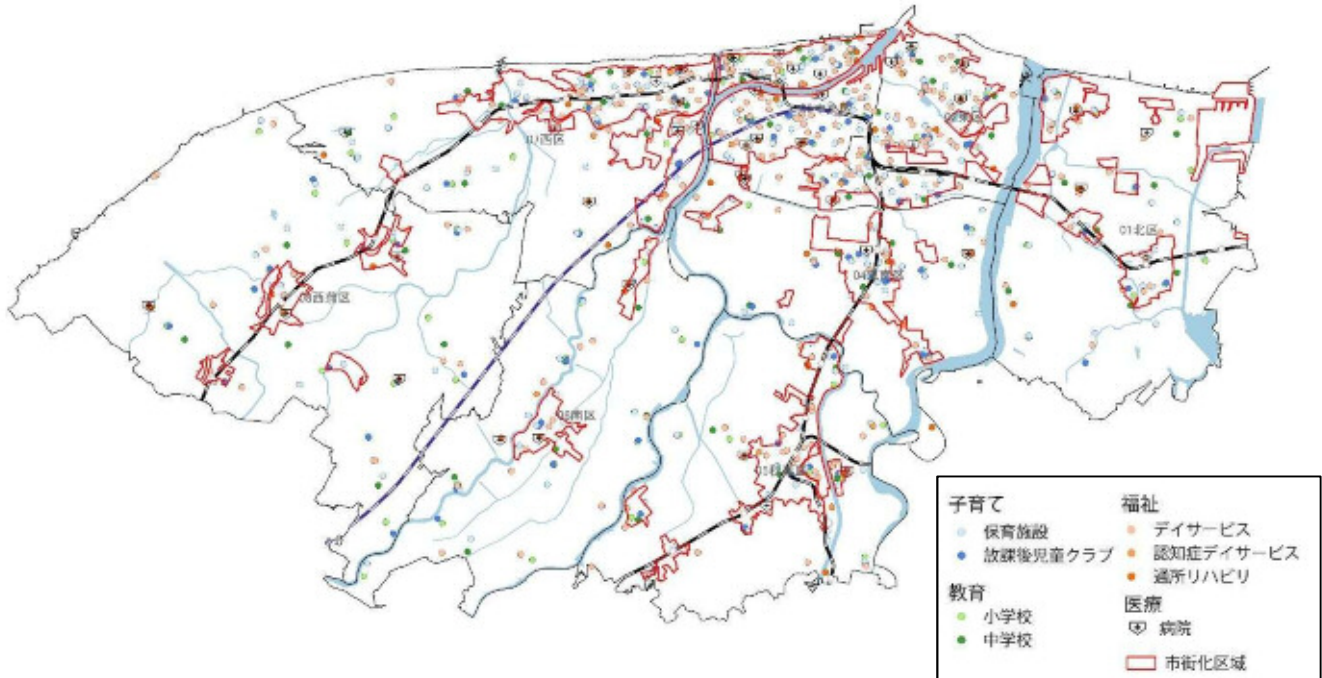 07西区
01北区
08西蒲区
06南区
子育て
保育施設
放課後児童クラブ
教育
小学校
中学校
福祉
デイサービス
認知症デイサービス
通所リハビリ
医療
病院
市街化区域